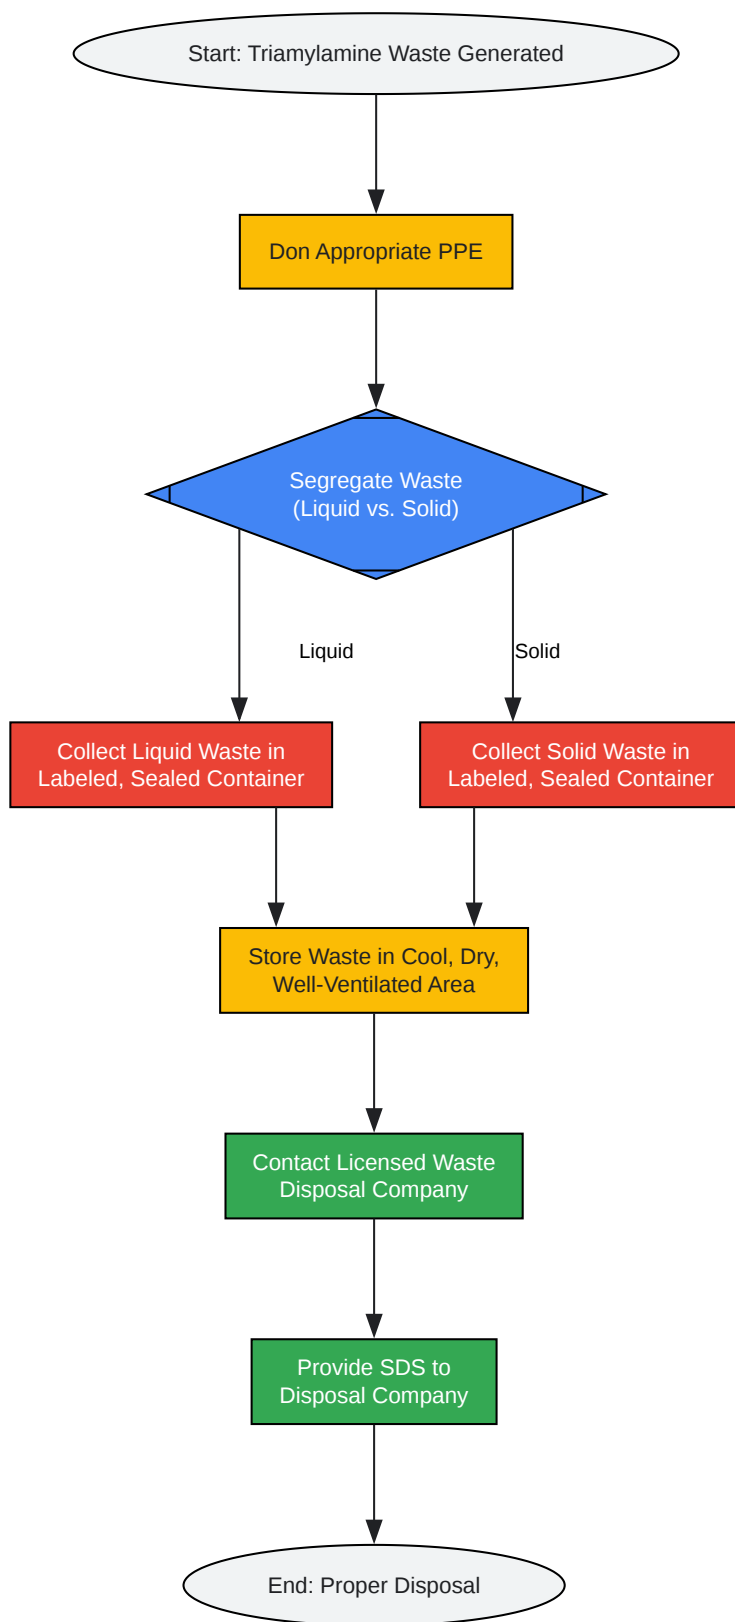 Start: Triamylamine Waste Generated
Don Appropriate PPE
Segregate Waste
(Liquid vs. Solid)
Liquid
Solid
Collect Liquid Waste in
Labeled, Sealed Container
Collect Solid Waste in
Labeled, Sealed Container
Store Waste in Cool, Dry,
Well-Ventilated Area
Contact Licensed Waste
Disposal Company
Provide SDS to
Disposal Company
End: Proper Disposal